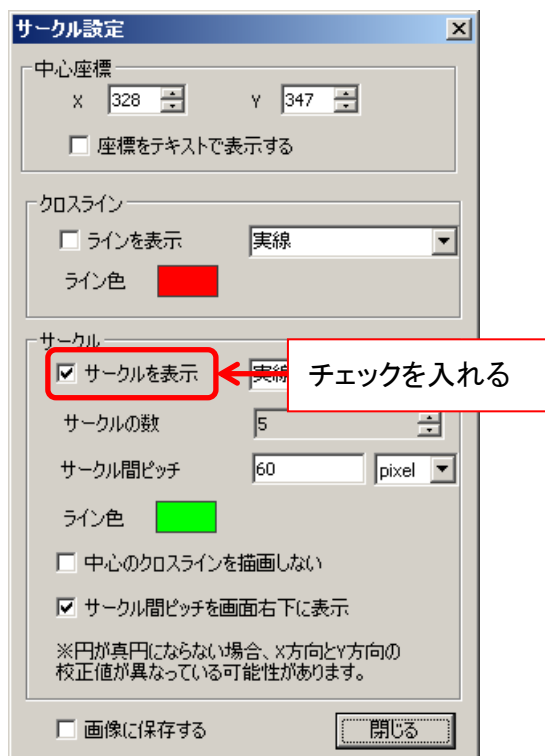 サークル設定
中心座標
X 328 Y 347
座標をテキストで表示する
クロスライン
ラインを表示 実線
ライン色
サークル
サークルを表示 実線 チェックを入れる
サークルの数 5
サークル間ピッチ 60 pixel
ライン色
中心のクロスラインを描画しない
サークル間ピッチを画面右下に表示
※円が真円にならない場合、X方向とY方向の
校正値が異なっている可能性があります。
画像に保存する 閉じる